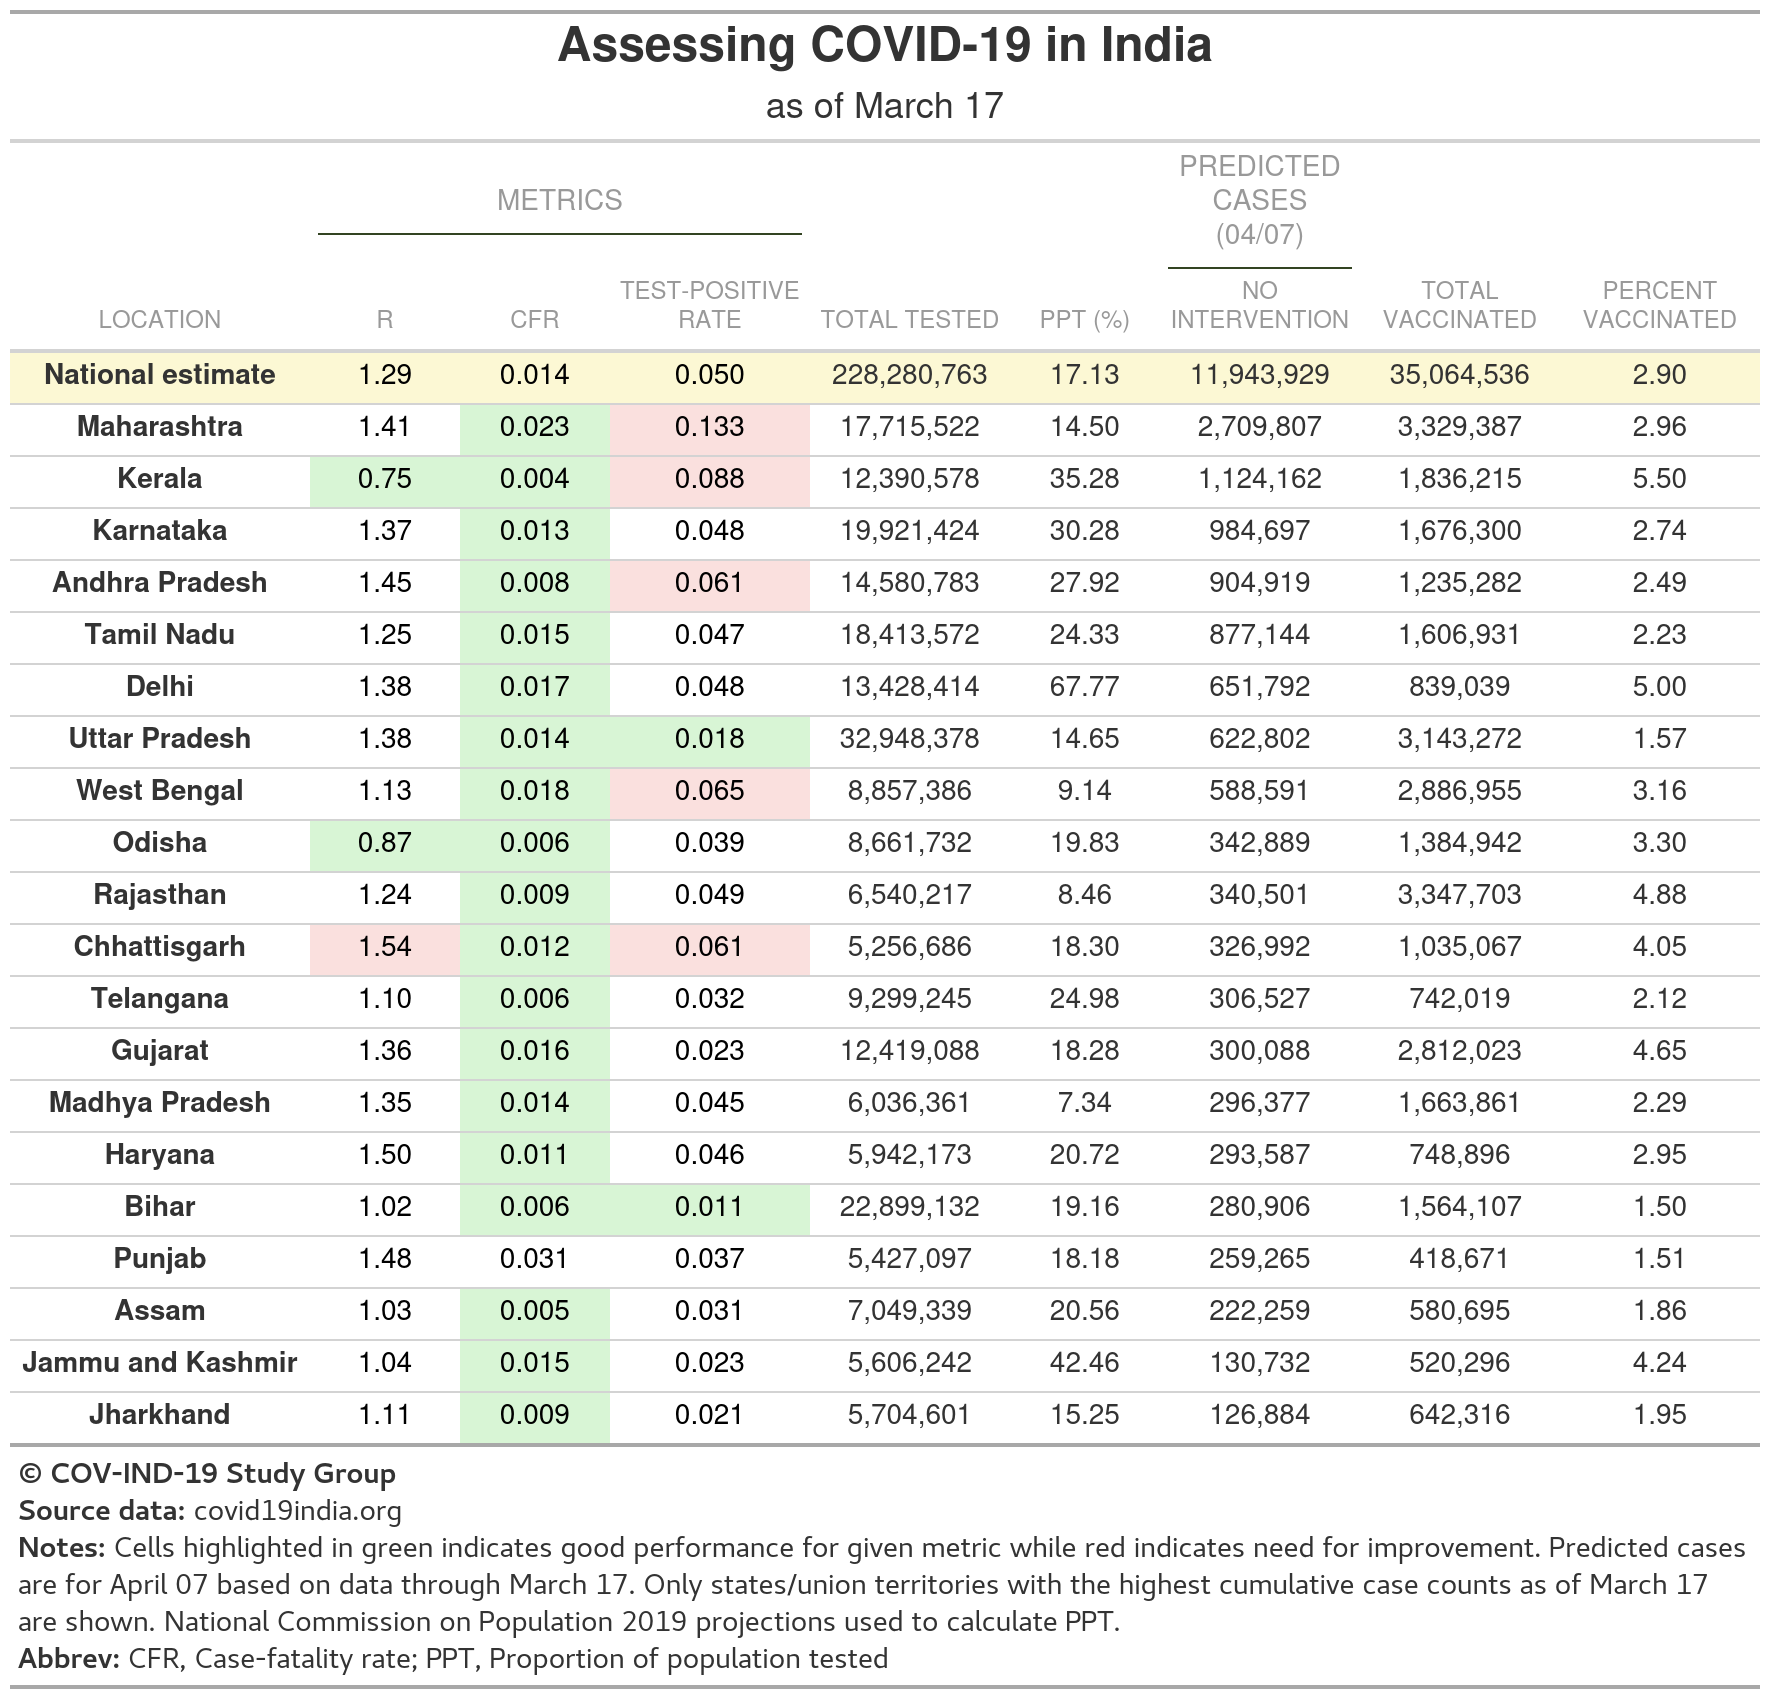 Assessing COVID-19 in India
as of March 17
METRICS
PREDICTED
CASES
(04/07)
LOCATION R CFR TEST-POSITIVE RATE TOTAL TESTED PPT (%) NO INTERVENTION TOTAL VACCINATED PERCENT VACCINATED
National estimate 1.29 0.014 0.050 228,280,763 17.13 11,943,929 35,064,536 2.90
Maharashtra 1.41 0.023 0.133 17,715,522 14.50 2,709,807 3,329,387 2.96
Kerala 0.75 0.004 0.088 12,390,578 35.28 1,124,162 1,836,215 5.50
Karnataka 1.37 0.013 0.048 19,921,424 30.28 984,697 1,676,300 2.74
Andhra Pradesh 1.45 0.008 0.061 14,580,783 27.92 904,919 1,235,282 2.49
Tamil Nadu 1.25 0.015 0.047 18,413,572 24.33 877,144 1,606,931 2.23
Delhi 1.38 0.017 0.048 13,428,414 67.77 651,792 839,039 5.00
Uttar Pradesh 1.38 0.014 0.018 32,948,378 14.65 622,802 3,143,272 1.57
West Bengal 1.13 0.018 0.065 8,857,386 9.14 588,591 2,886,955 3.16
Odisha 0.87 0.006 0.039 8,661,732 19.83 342,889 1,384,942 3.30
Rajasthan 1.24 0.009 0.049 6,540,217 8.46 340,501 3,347,703 4.88
Chhattisgarh 1.54 0.012 0.061 5,256,686 18.30 326,992 1,035,067 4.05
Telangana 1.10 0.006 0.032 9,299,245 24.98 306,527 742,019 2.12
Gujarat 1.36 0.016 0.023 12,419,088 18.28 300,088 2,812,023 4.65
Madhya Pradesh 1.35 0.014 0.045 6,036,361 7.34 296,377 1,663,861 2.29
Haryana 1.50 0.011 0.046 5,942,173 20.72 293,587 748,896 2.95
Bihar 1.02 0.006 0.011 22,899,132 19.16 280,906 1,564,107 1.50
Punjab 1.48 0.031 0.037 5,427,097 18.18 259,265 418,671 1.51
Assam 1.03 0.005 0.031 7,049,339 20.56 222,259 580,695 1.86
Jammu and Kashmir 1.04 0.015 0.023 5,606,242 42.46 130,732 520,296 4.24
Jharkhand 1.11 0.009 0.021 5,704,601 15.25 126,884 642,316 1.95
© COV-IND-19 Study Group
Source data: covid19india.org
Notes: Cells highlighted in green indicates good performance for given metric while red indicates need for improvement. Predicted cases
are for April 07 based on data through March 17. Only states/union territories with the highest cumulative case counts as of March 17
are shown. National Commission on Population 2019 projections used to calculate PPT.
Abbrev: CFR, Case-fatality rate; PPT, Proportion of population tested